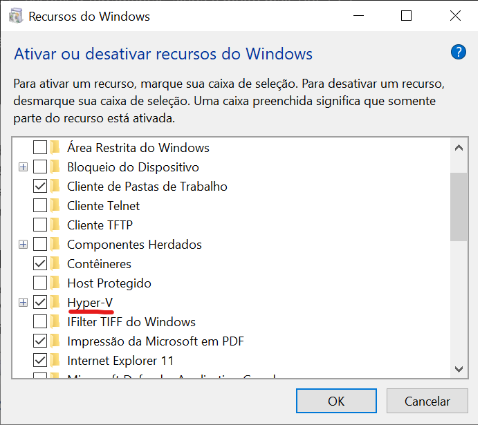 Recursos do Windows
Ativar ou desativar recursos do Windows
Para ativar um recurso, marque sua caixa de seleção. Para desativar um recurso,
desmarque sua caixa de seleção. Uma caixa preenchida significa que somente
parte do recurso está ativada.
Área Restrita do Windows
Bloqueio do Dispositivo
Cliente de Pastas de Trabalho
Cliente Telnet
Cliente TFTP
Componentes Herdados
Contêineres
Host Protegido
Hyper-V
IFilter TIFF do Windows
Impressão da Microsoft em PDF
Internet Explorer 11
OK
Cancelar